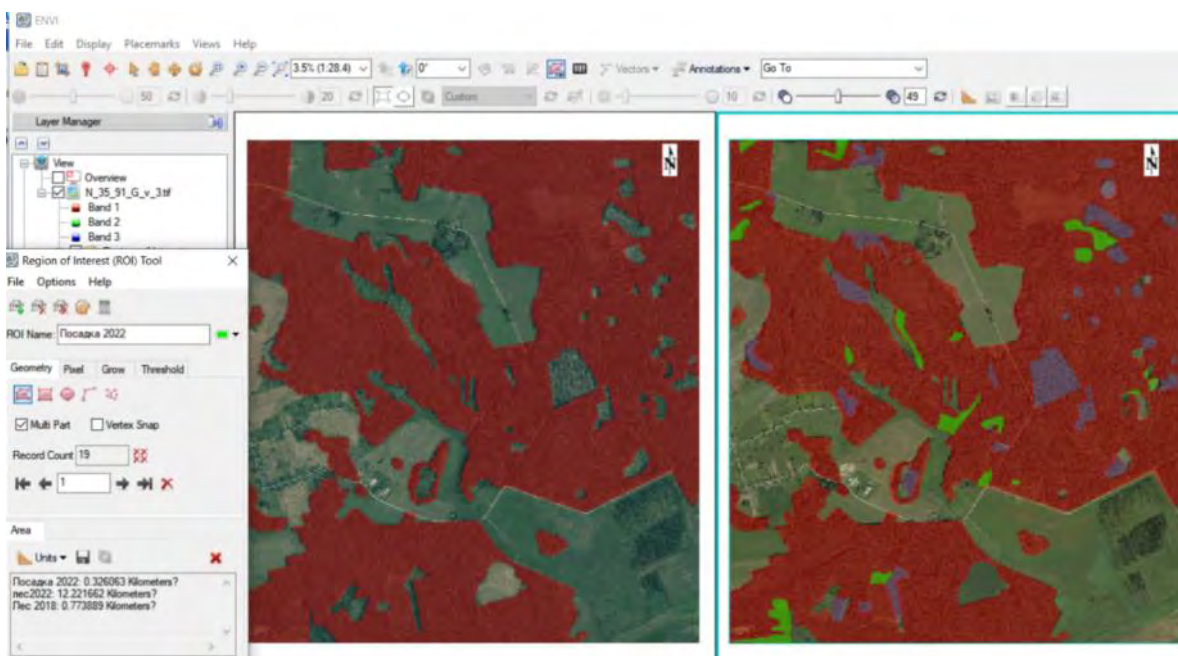 ENVI
File Edit Display Placemarks Views Help
3.5% (1:28.4) 0° Vectors Annotations Go To
50 20 Custom 10 49
Layer Manager
View
Overview
N_35_91_G_v_3.tif
Band 1
Band 2
Band 3
Region of Interest (ROI) Tool
File Options Help
ROI Name: Посадка 2022
Geometry Pixel Grow Threshold
Multi Part Vertex Snap
Record Count 19
1
Area
Units
Посадка 2022: 0.326063 Kilometers?
лес2022: 12.221662 Kilometers?
Лес 2018: 0.773889 Kilometers?
N
N